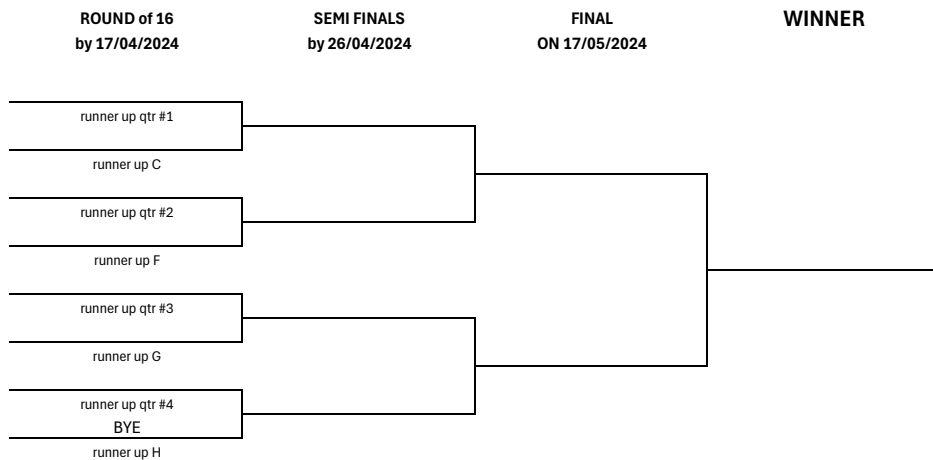 ROUND of 16
by 17/04/2024
SEMI FINALS
by 26/04/2024
FINAL
ON 17/05/2024
WINNER
runner up qtr #1
runner up C
runner up qtr #2
runner up F
runner up qtr #3
runner up G
runner up qtr #4
BYE
runner up H